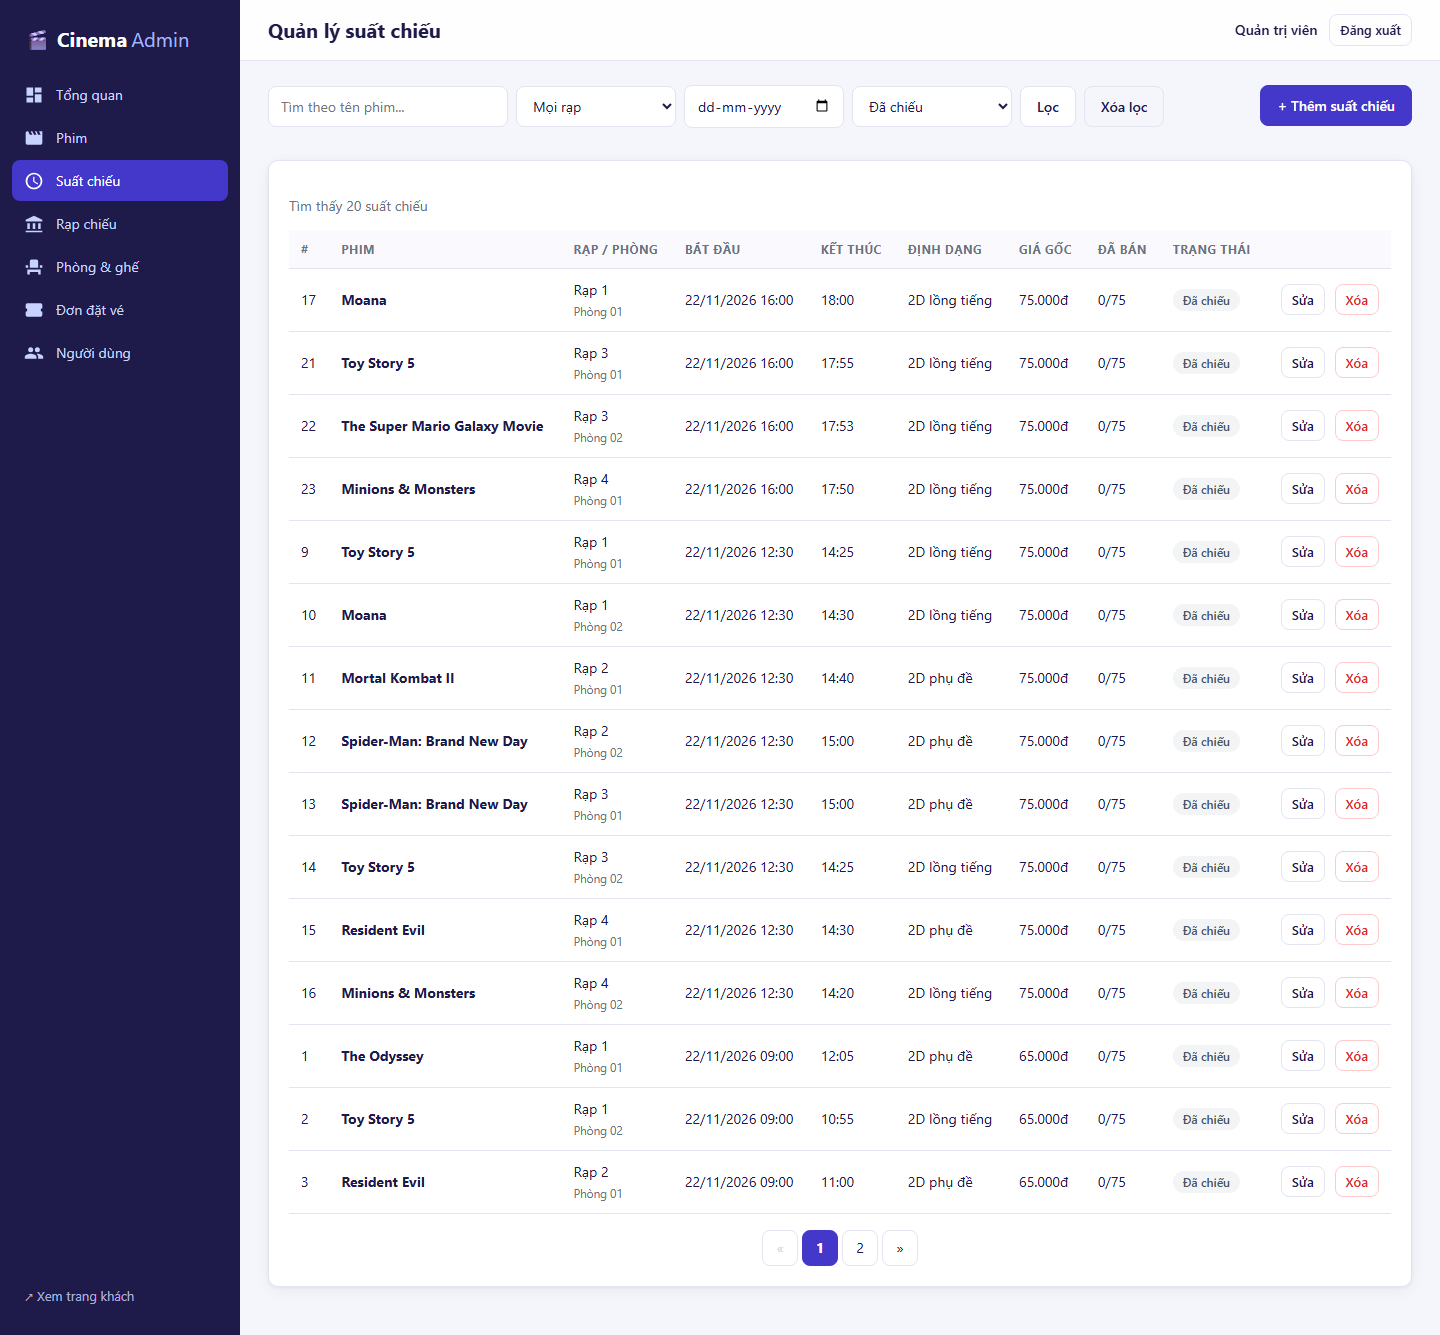 Cinema Admin
Tổng quan
Phim
Suất chiếu
Rạp chiếu
Phòng & ghế
Đơn đặt vé
Người dùng
↗ Xem trang khách
Quản lý suất chiếu
Quản trị viên Đăng xuất
Tìm theo tên phim... Mọi rạp dd-mm-yyyy Đã chiếu Lọc Xóa lọc + Thêm suất chiếu
Tìm thấy 20 suất chiếu
# PHIM RẠP / PHÒNG BẮT ĐẦU KẾT THÚC ĐỊNH DẠNG GIÁ GỐC ĐÃ BÁN TRẠNG THÁI
17 Moana Rạp 1 Phòng 01 22/11/2026 16:00 18:00 2D lồng tiếng 75.000đ 0/75 Đã chiếu Sửa Xóa
21 Toy Story 5 Rạp 3 Phòng 01 22/11/2026 16:00 17:55 2D lồng tiếng 75.000đ 0/75 Đã chiếu Sửa Xóa
22 The Super Mario Galaxy Movie Rạp 3 Phòng 02 22/11/2026 16:00 17:53 2D lồng tiếng 75.000đ 0/75 Đã chiếu Sửa Xóa
23 Minions & Monsters Rạp 4 Phòng 01 22/11/2026 16:00 17:50 2D lồng tiếng 75.000đ 0/75 Đã chiếu Sửa Xóa
9 Toy Story 5 Rạp 1 Phòng 01 22/11/2026 12:30 14:25 2D lồng tiếng 75.000đ 0/75 Đã chiếu Sửa Xóa
10 Moana Rạp 1 Phòng 02 22/11/2026 12:30 14:30 2D lồng tiếng 75.000đ 0/75 Đã chiếu Sửa Xóa
11 Mortal Kombat II Rạp 2 Phòng 01 22/11/2026 12:30 14:40 2D phụ đề 75.000đ 0/75 Đã chiếu Sửa Xóa
12 Spider-Man: Brand New Day Rạp 2 Phòng 02 22/11/2026 12:30 15:00 2D phụ đề 75.000đ 0/75 Đã chiếu Sửa Xóa
13 Spider-Man: Brand New Day Rạp 3 Phòng 01 22/11/2026 12:30 15:00 2D phụ đề 75.000đ 0/75 Đã chiếu Sửa Xóa
14 Toy Story 5 Rạp 3 Phòng 02 22/11/2026 12:30 14:25 2D lồng tiếng 75.000đ 0/75 Đã chiếu Sửa Xóa
15 Resident Evil Rạp 4 Phòng 01 22/11/2026 12:30 14:30 2D phụ đề 75.000đ 0/75 Đã chiếu Sửa Xóa
16 Minions & Monsters Rạp 4 Phòng 02 22/11/2026 12:30 14:20 2D lồng tiếng 75.000đ 0/75 Đã chiếu Sửa Xóa
1 The Odyssey Rạp 1 Phòng 01 22/11/2026 09:00 12:05 2D phụ đề 65.000đ 0/75 Đã chiếu Sửa Xóa
2 Toy Story 5 Rạp 1 Phòng 02 22/11/2026 09:00 10:55 2D lồng tiếng 65.000đ 0/75 Đã chiếu Sửa Xóa
3 Resident Evil Rạp 2 Phòng 01 22/11/2026 09:00 11:00 2D phụ đề 65.000đ 0/75 Đã chiếu Sửa Xóa
« 1 2 »